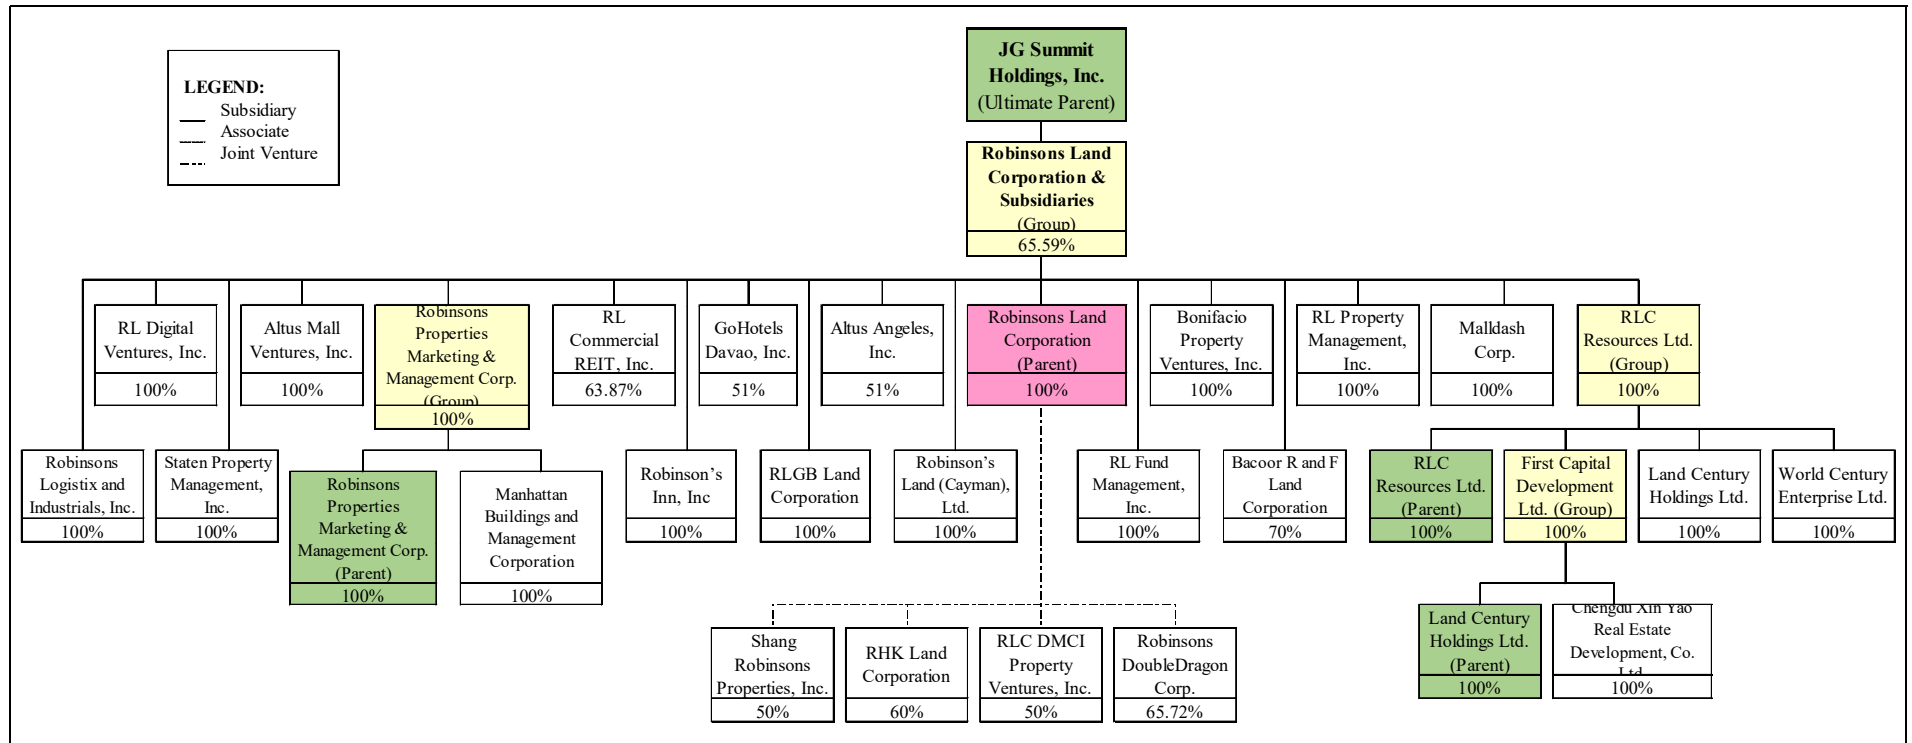 JG Summit
Holdings, Inc.
(Ultimate Parent)
LEGEND:
Subsidiary
Associate
Joint Venture
Robinsons Land
Corporation &
Subsidiaries
(Group)
65.59%
RL Digital
Ventures, Inc.
100%
Altus Mall
Ventures, Inc.
100%
Robinsons
Properties
Marketing &
Management Corp.
(Group)
100%
RL
Commercial
REIT, Inc.
63.87%
GoHotels
Davao, Inc.
51%
Altus Angeles,
Inc.
51%
Robinsons Land
Corporation
(Parent)
100%
Bonifacio
Property
Ventures, Inc.
100%
RL Property
Management,
Inc.
100%
Malldash
Corp.
100%
RLC
Resources Ltd.
(Group)
100%
Robinsons
Logistix and
Industrials, Inc.
100%
Staten Property
Management,
Inc.
100%
Robinsons
Properties
Marketing &
Management Corp.
(Parent)
100%
Manhattan
Buildings and
Management
Corporation
100%
Robinson’s
Inn, Inc
100%
RLGB Land
Corporation
100%
Robinson’s
Land (Cayman),
Ltd.
100%
RL Fund
Management,
Inc.
100%
Bacoor R and F
Land
Corporation
70%
RLC
Resources Ltd.
(Parent)
100%
First Capital
Development
Ltd. (Group)
100%
Land Century
Holdings Ltd.
100%
World Century
Enterprise Ltd.
100%
Shang
Robinsons
Properties, Inc.
50%
RHK Land
Corporation
60%
RLC DMCI
Property
Ventures, Inc.
50%
Robinsons
DoubleDragon
Corp.
65.72%
Land Century
Holdings Ltd.
(Parent)
100%
Chengdu Xin Yao
Real Estate
Development, Co.
Ltd.
100%